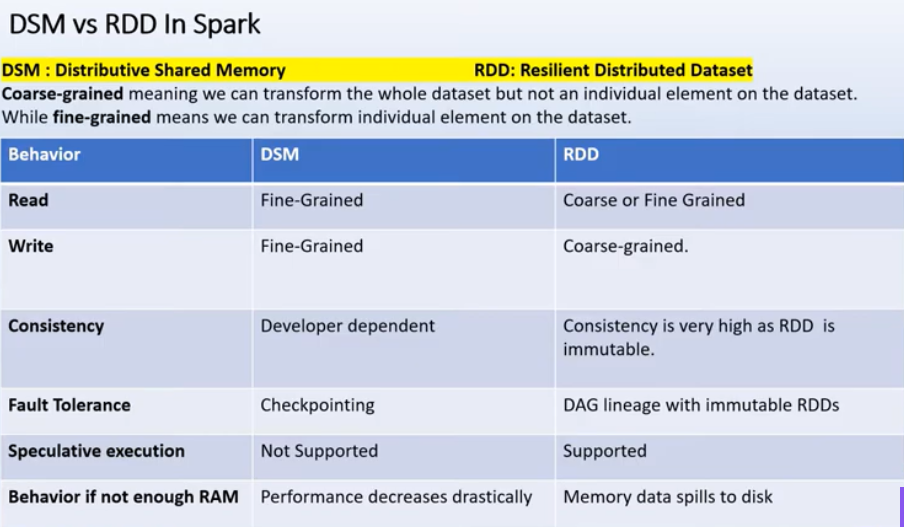 DSM vs RDD In Spark
DSM : Distributive Shared Memory RDD: Resilient Distributed Dataset
Coarse-grained meaning we can transform the whole dataset but not an individual element on the dataset.
While fine-grained means we can transform individual element on the dataset.
Behavior DSM RDD
Read Fine-Grained Coarse or Fine Grained
Write Fine-Grained Coarse-grained.
Consistency Developer dependent Consistency is very high as RDD is
immutable.
Fault Tolerance Checkpointing DAG lineage with immutable RDDs
Speculative execution Not Supported Supported
Behavior if not enough RAM Performance decreases drastically Memory data spills to disk